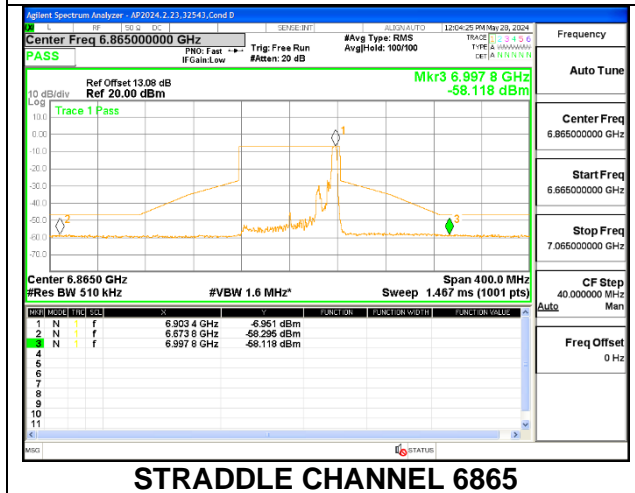 Agilent Spectrum Analyzer - AP2024.2.23,32543,Cond D
L RF 50 Ω DC SENSE:INT ALIGN AUTO 12:04:25 PM May 28, 2024
Center Freq 6.865000000 GHz #Avg Type: RMS TRACE 1 2 3 4 5 6
PASS PNO: Fast Trig: Free Run Avg|Hold: 100/100 TYPE A WWWWW
IFGain:Low #Atten: 20 dB DET A N N N N N
Mkr3 6.997 8 GHz
Ref Offset 13.08 dB
10 dB/div Ref 20.00 dBm -58.118 dBm
Log
Trace 1 Pass
10.0
0.00
-10.0
-20.0
-30.0
-40.0
-50.0
-60.0
-70.0
1
2
3
Center 6.8650 GHz Span 400.0 MHz
#Res BW 510 kHz #VBW 1.6 MHz* Sweep 1.467 ms (1001 pts)
MKR MODE TRC SCL X Y FUNCTION FUNCTION WIDTH FUNCTION VALUE
1 N 1 f 6.903 4 GHz -6.951 dBm
2 N 1 f 6.673 8 GHz -58.295 dBm
3 N 1 f 6.997 8 GHz -58.118 dBm
4
5
6
7
8
9
10
11
MSG STATUS
Frequency
Auto Tune
Center Freq
6.865000000 GHz
Start Freq
6.665000000 GHz
Stop Freq
7.065000000 GHz
CF Step
40.000000 MHz
Auto Man
Freq Offset
0 Hz
STRADDLE CHANNEL 6865